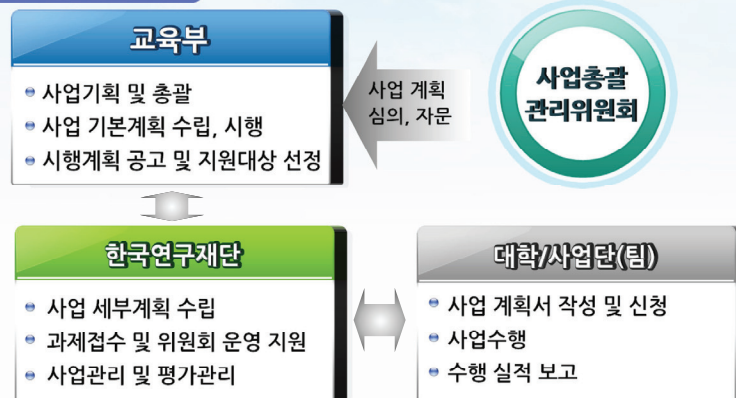 교육부
사업기획 및 총괄
사업 기본계획 수립, 시행
시행계획 공고 및 지원대상 선정
사업 계획
심의, 자문
사업총괄
관리위원회
한국연구재단
사업 세부계획 수립
과제접수 및 위원회 운영 지원
사업관리 및 평가관리
대학/사업단(팀)
사업 계획서 작성 및 신청
사업수행
수행 실적 보고